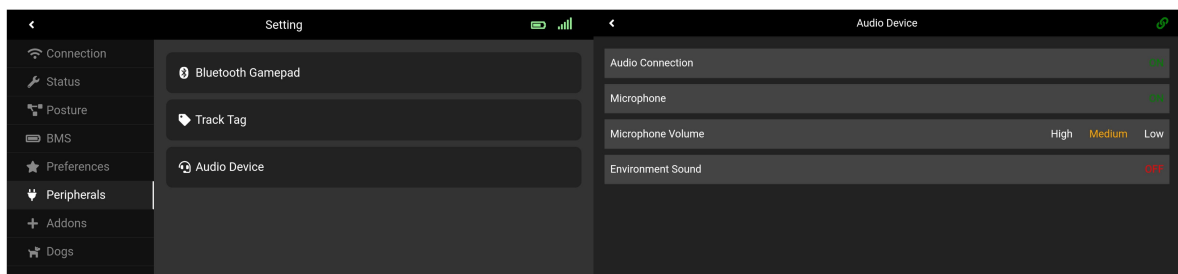 Setting
Connection
Status
Posture
BMS
Preferences
Peripherals
Addons
Dogs
Bluetooth Gamepad
Track Tag
Audio Device
Audio Device
Audio Connection ON
Microphone ON
Microphone Volume High Medium Low
Environment Sound OFF